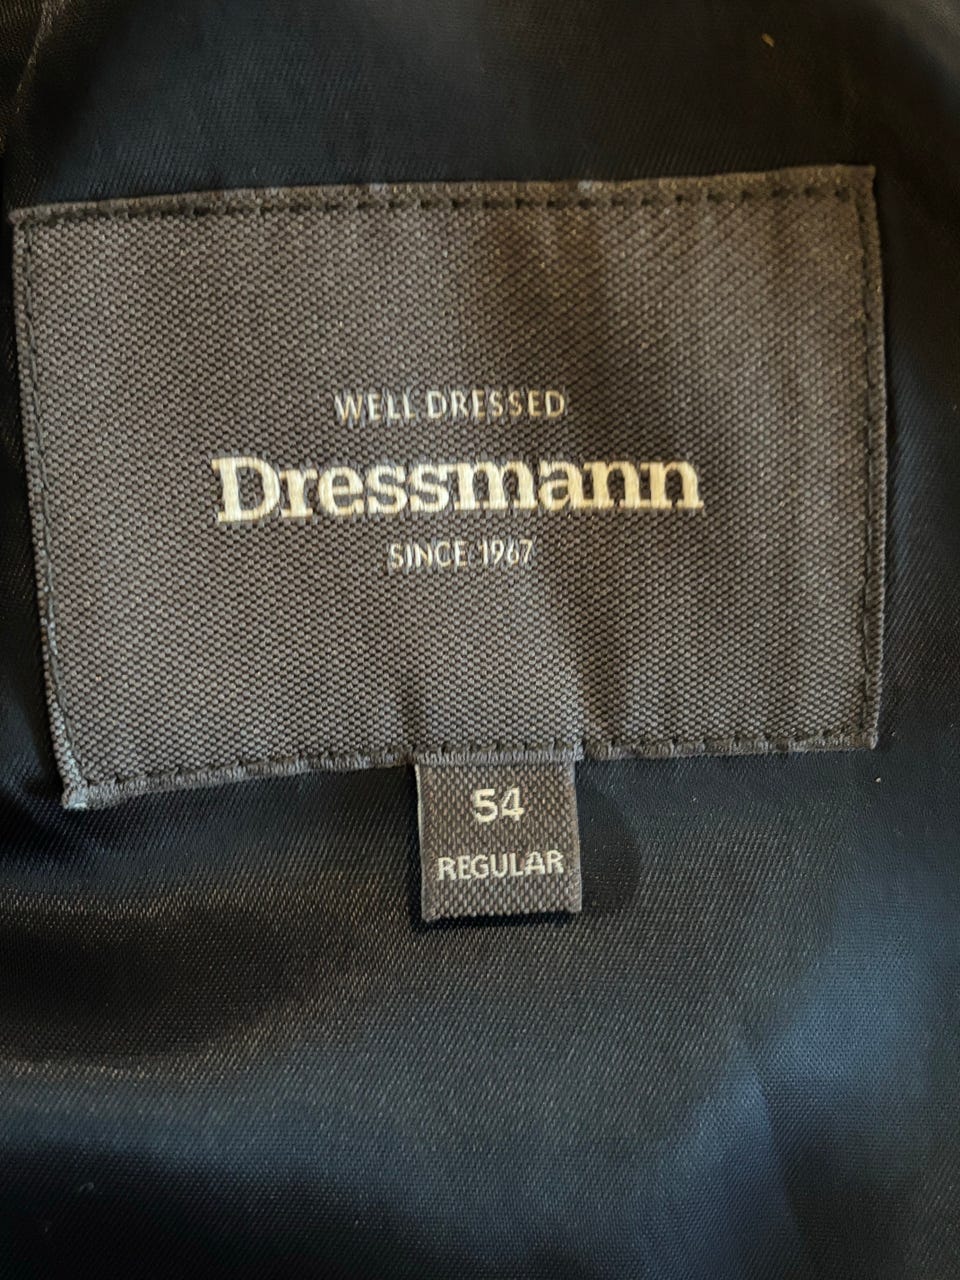 WELL DRESSED
Dressmann
SINCE 1967
54
REGULAR